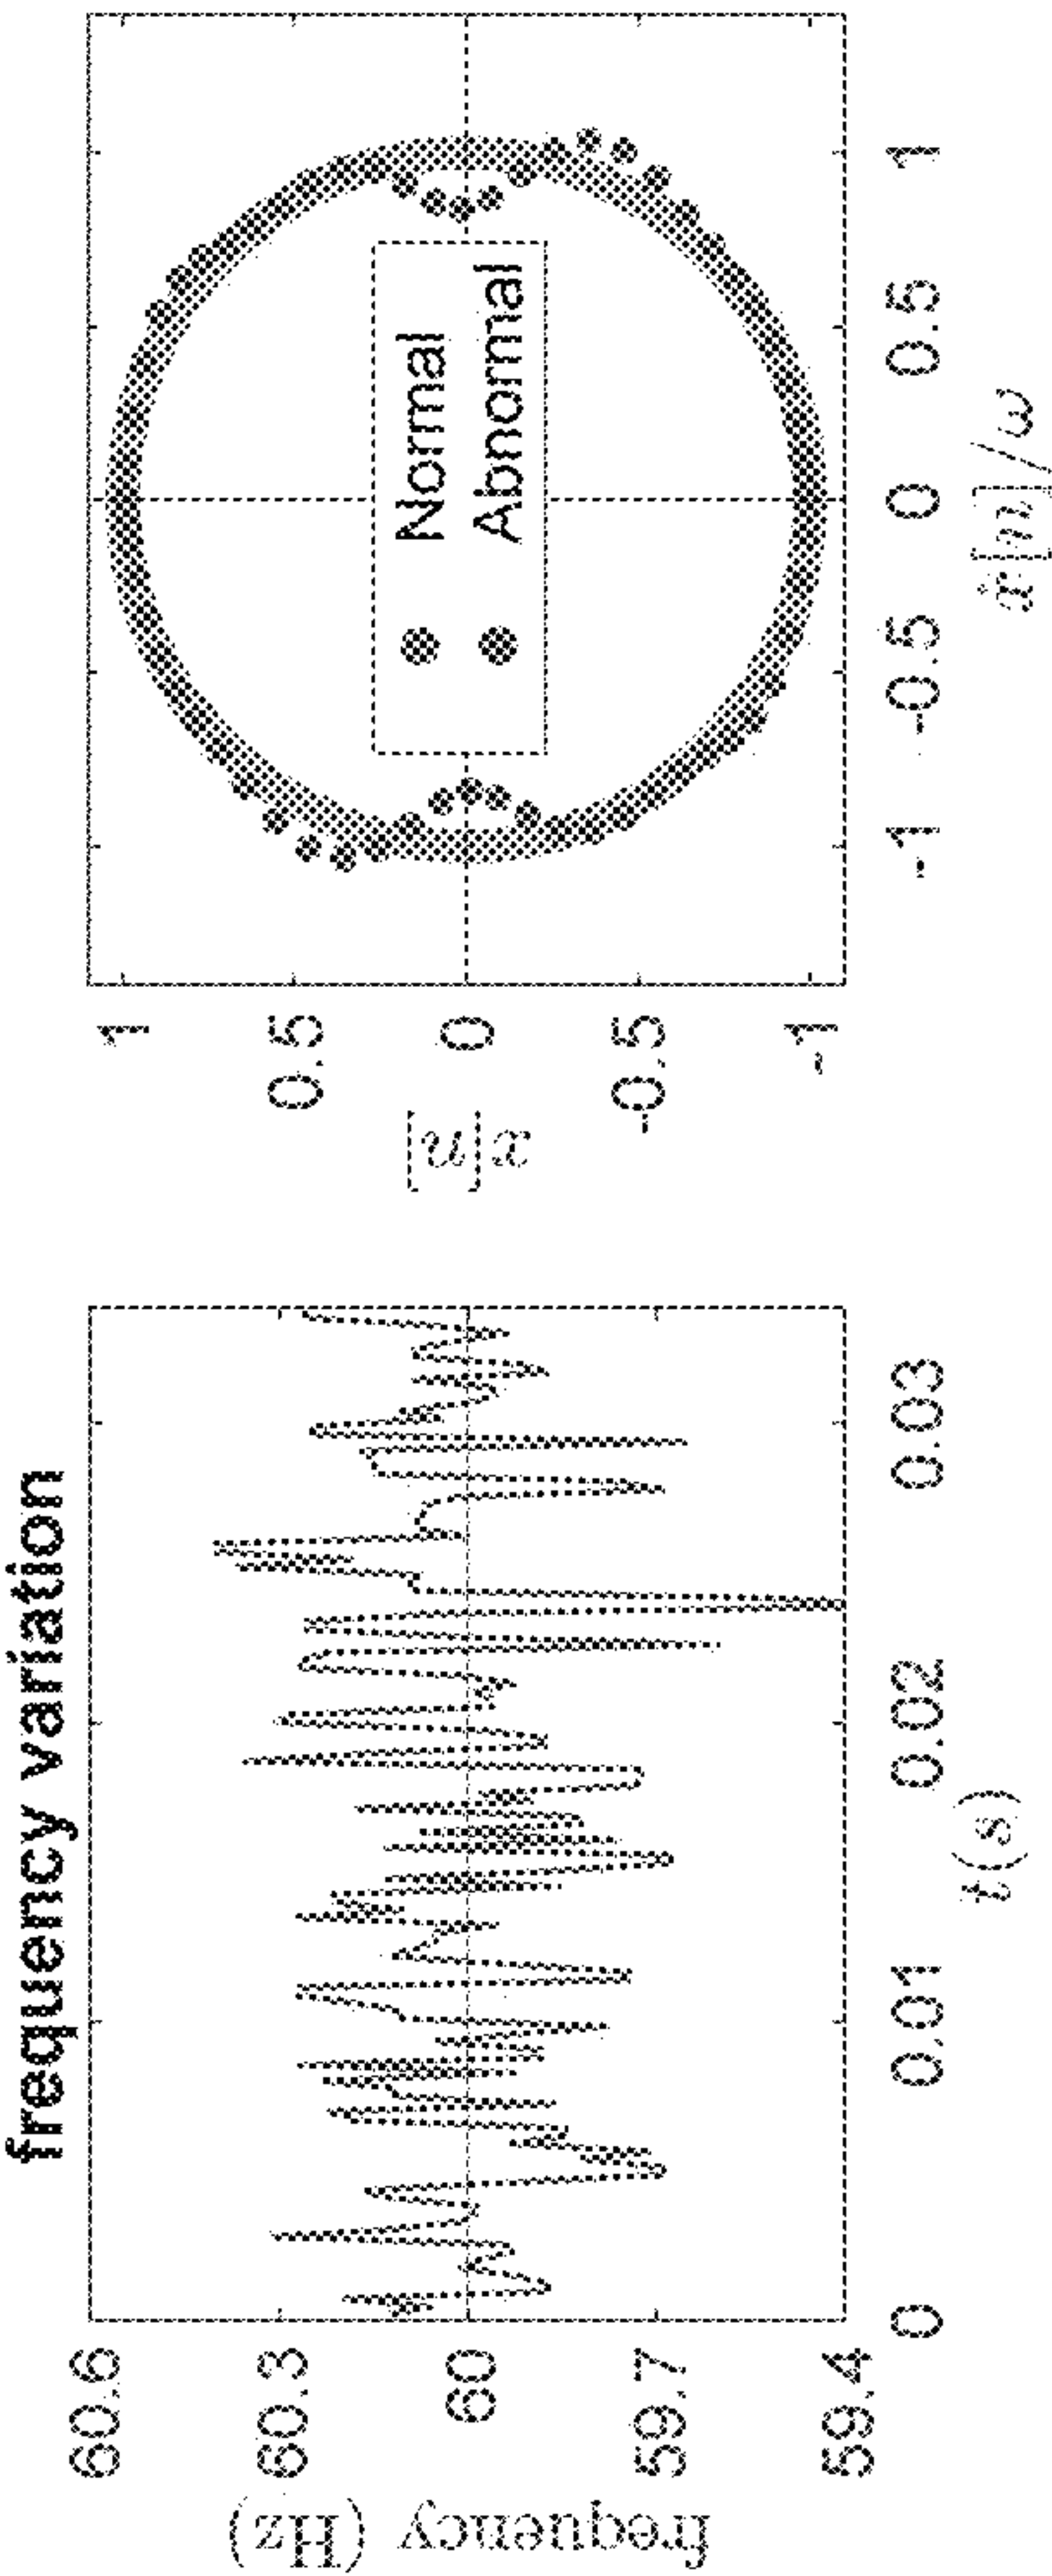 frequency variation
frequency (Hz)
60.6
60.3
60
59.7
59.4
0
0.01
0.02
0.03
t(s)
x[n]
1
0.5
0
-0.5
-1
Normal
Abnormal
-1
-0.5
0
0.5
1
ẋ[n]/ω